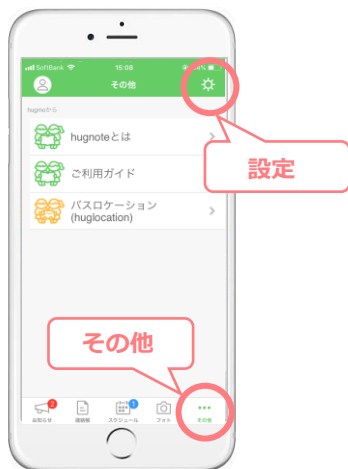 SoftBank 15:08
その他
hugmoから
hugnoteとは
ご利用ガイド
バスロケーション
(huglocation)
設定
その他
2
1
お知らせ 連絡帳 スケジュール フォト その他